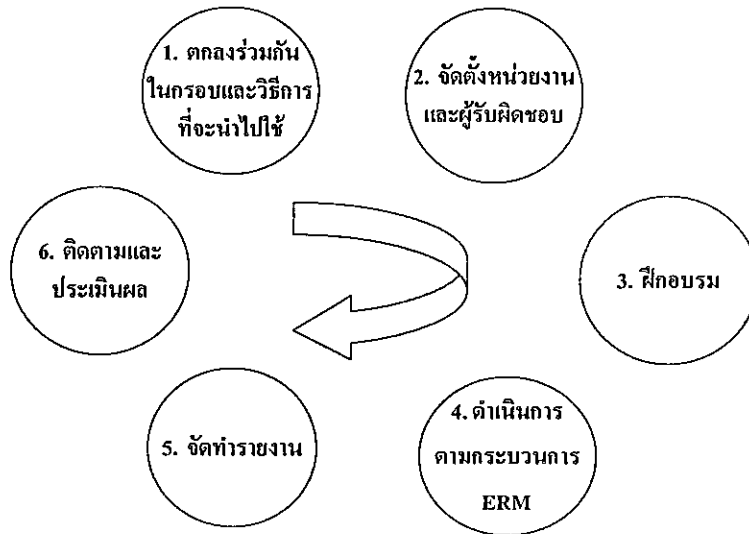 1. ตกลงร่วมกัน
ในกรอบและวิธีการ
ที่จะนำไปใช้
2. จัดตั้งหน่วยงาน
และผู้รับผิดชอบ
3. ฝึกอบรม
4. ดำเนินการ
ตามกระบวนการ
ERM
5. จัดทำรายงาน
6. ติดตามและ
ประเมินผล